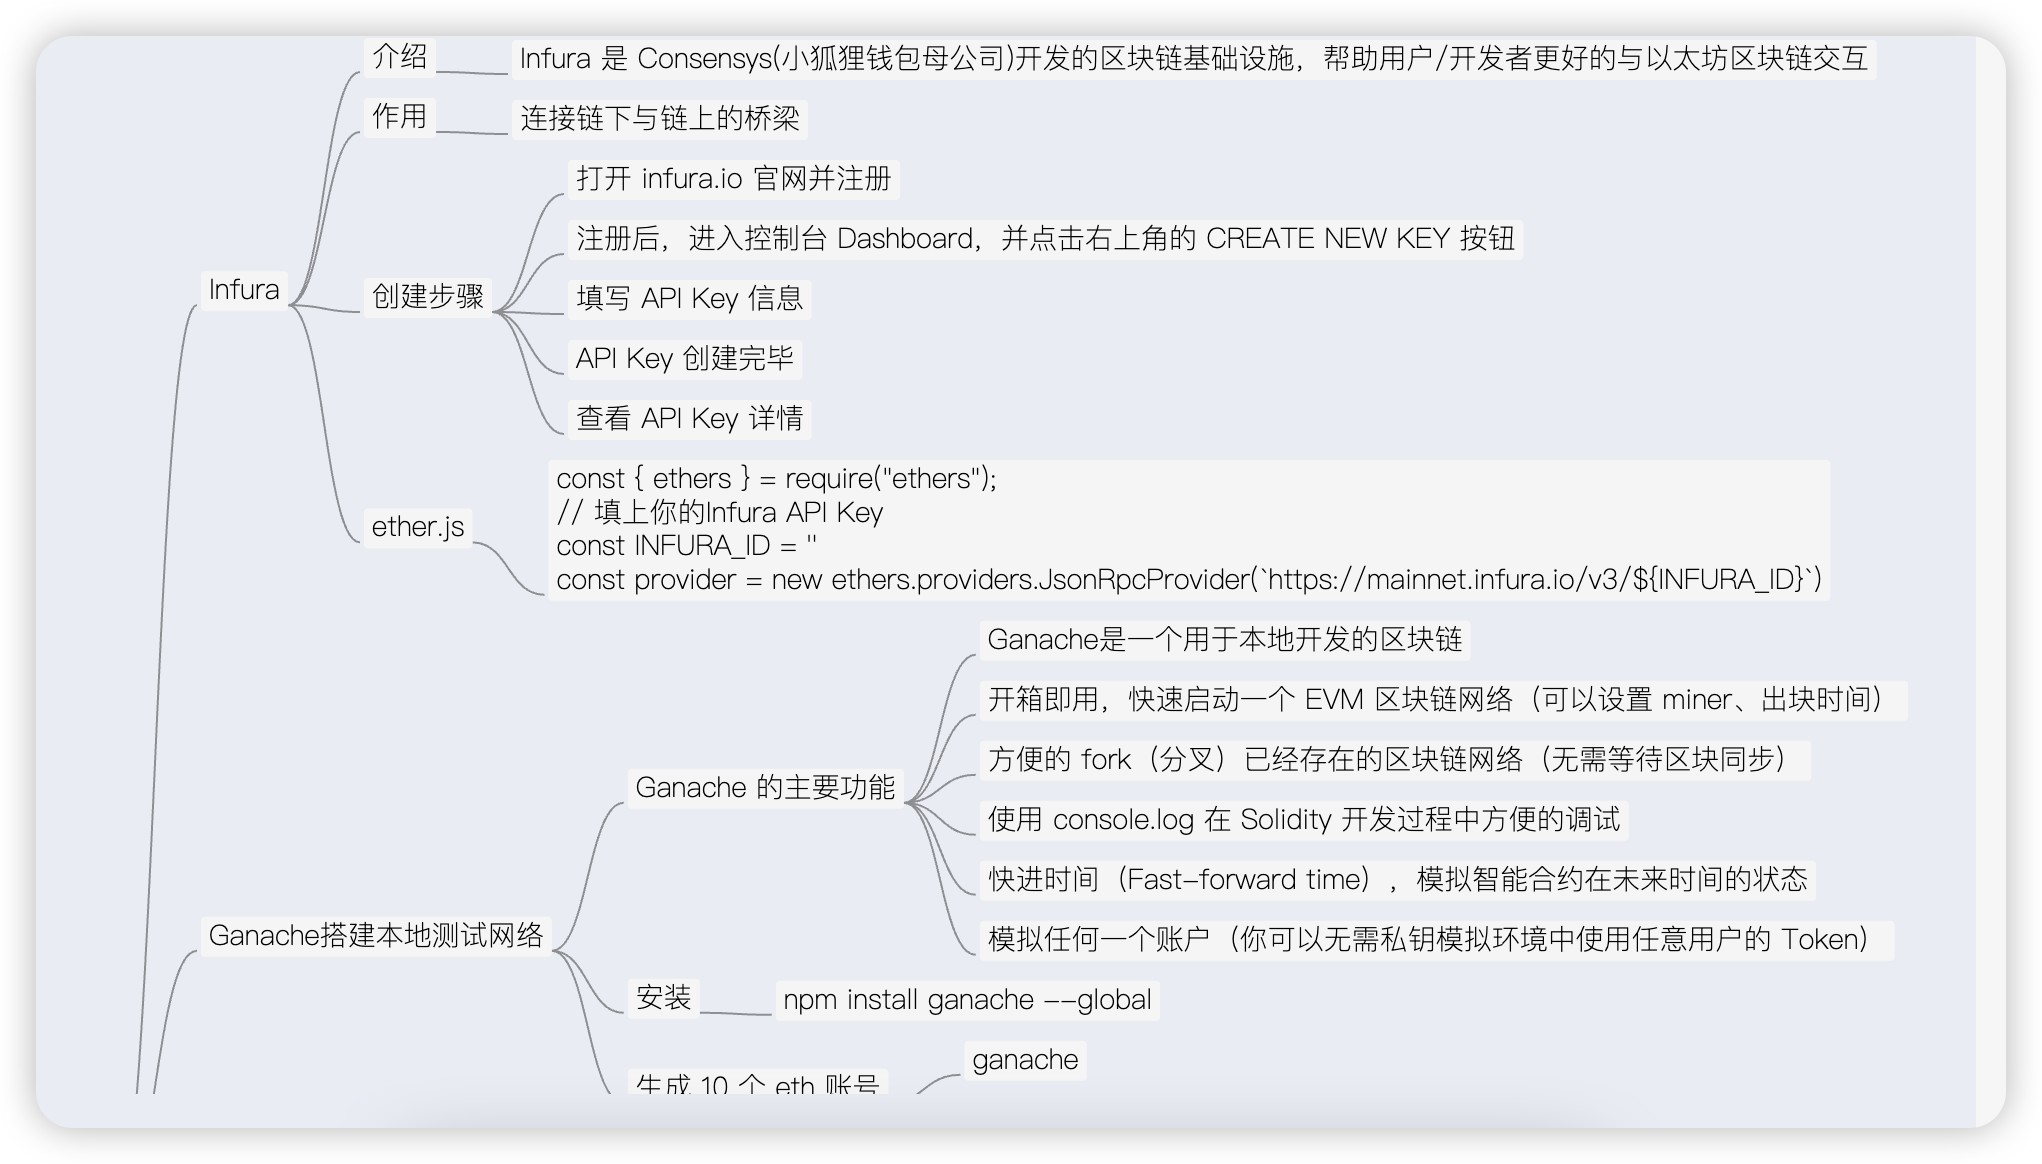 介绍
Infura 是 Consensys(小狐狸钱包母公司)开发的区块链基础设施，帮助用户/开发者更好的与以太坊区块链交互
作用
连接链下与链上的桥梁
Infura
创建步骤
打开 infura.io 官网并注册
注册后，进入控制台 Dashboard，并点击右上角的 CREATE NEW KEY 按钮
填写 API Key 信息
API Key 创建完毕
查看 API Key 详情
ether.js
const { ethers } = require("ethers");
// 填上你的Infura API Key
const INFURA_ID = ''
const provider = new ethers.providers.JsonRpcProvider(`https://mainnet.infura.io/v3/${INFURA_ID}`)
Ganache搭建本地测试网络
Ganache 的主要功能
Ganache是一个用于本地开发的区块链
开箱即用，快速启动一个 EVM 区块链网络（可以设置 miner、出块时间）
方便的 fork（分叉）已经存在的区块链网络（无需等待区块同步）
使用 console.log 在 Solidity 开发过程中方便的调试
快进时间（Fast-forward time），模拟智能合约在未来时间的状态
模拟任何一个账户（你可以无需私钥模拟环境中使用任意用户的 Token）
安装
npm install ganache --global
生成 10 个 eth 账号
ganache